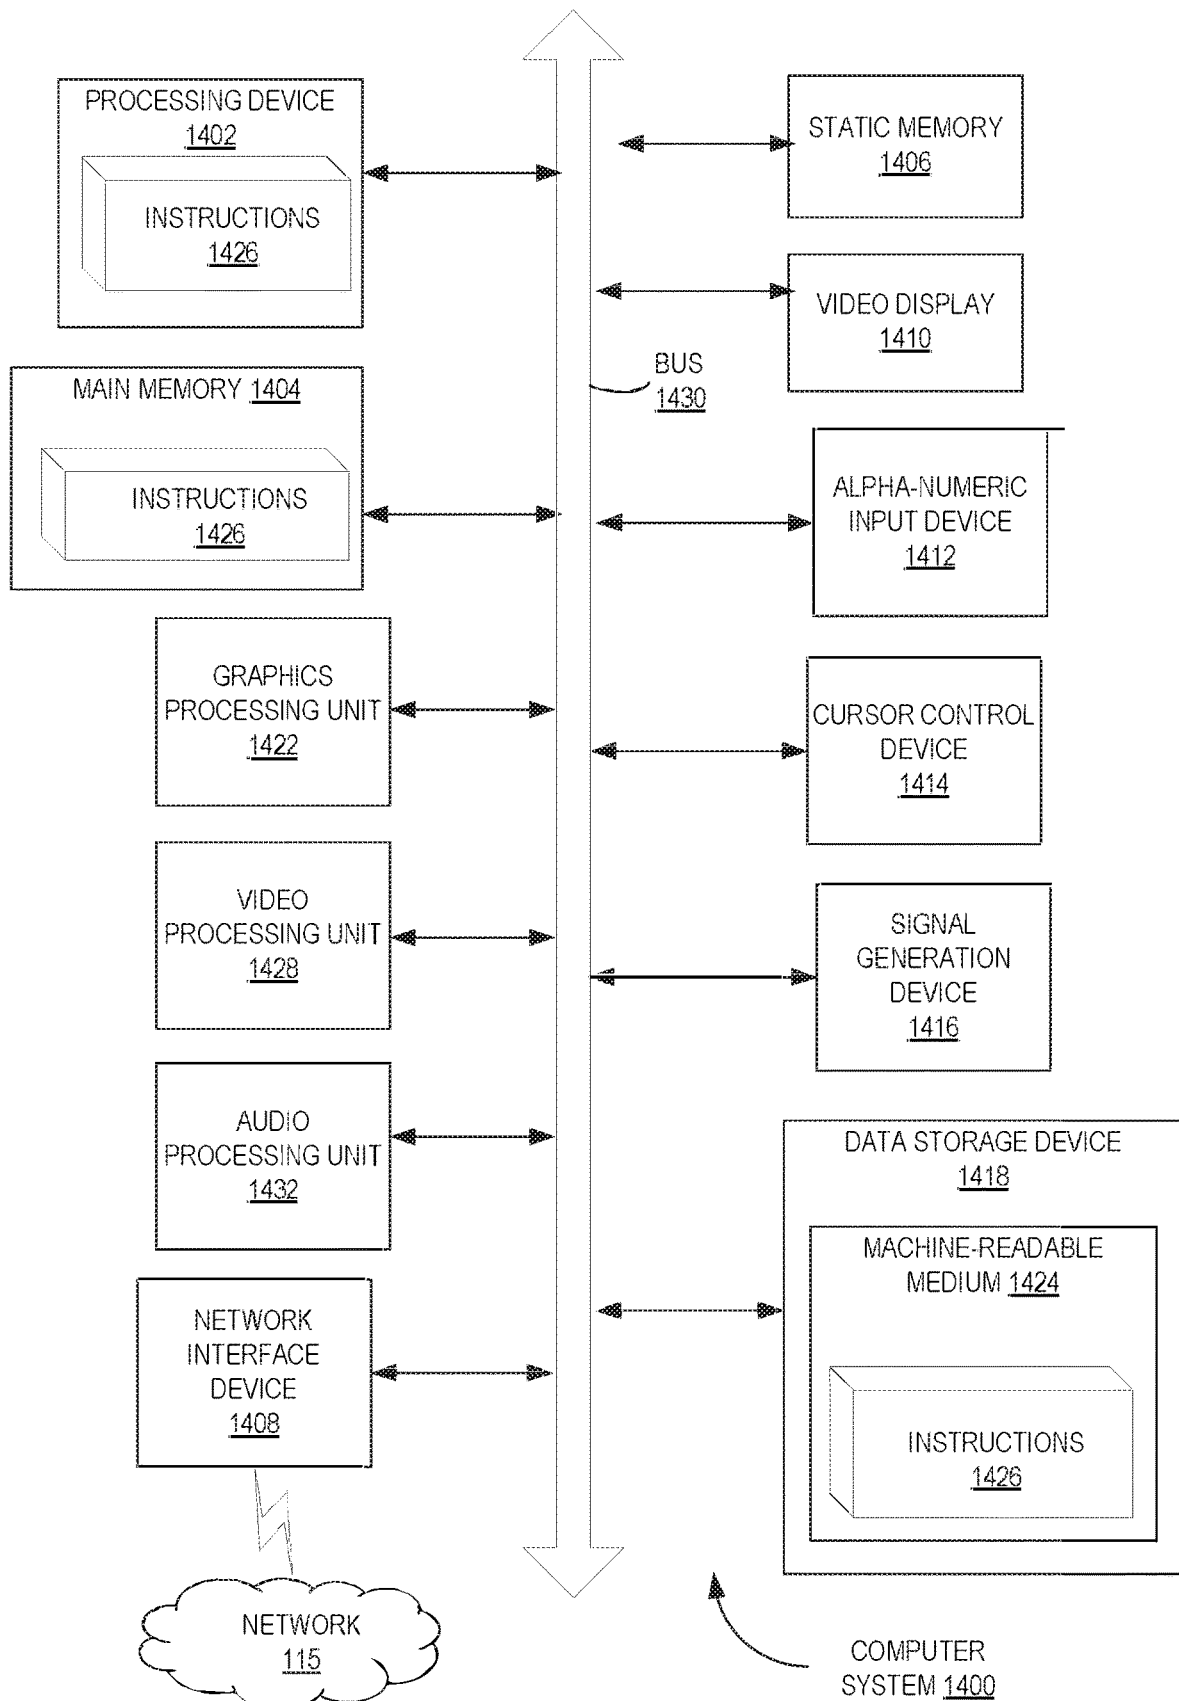 PROCESSING DEVICE
1402
INSTRUCTIONS
1426
MAIN MEMORY 1404
INSTRUCTIONS
1426
GRAPHICS
PROCESSING UNIT
1422
VIDEO
PROCESSING UNIT
1428
AUDIO
PROCESSING UNIT
1432
NETWORK
INTERFACE
DEVICE
1408
NETWORK
115
BUS
1430
STATIC MEMORY
1406
VIDEO DISPLAY
1410
ALPHA-NUMERIC
INPUT DEVICE
1412
CURSOR CONTROL
DEVICE
1414
SIGNAL
GENERATION
DEVICE
1416
DATA STORAGE DEVICE
1418
MACHINE-READABLE
MEDIUM 1424
INSTRUCTIONS
1426
COMPUTER
SYSTEM 1400